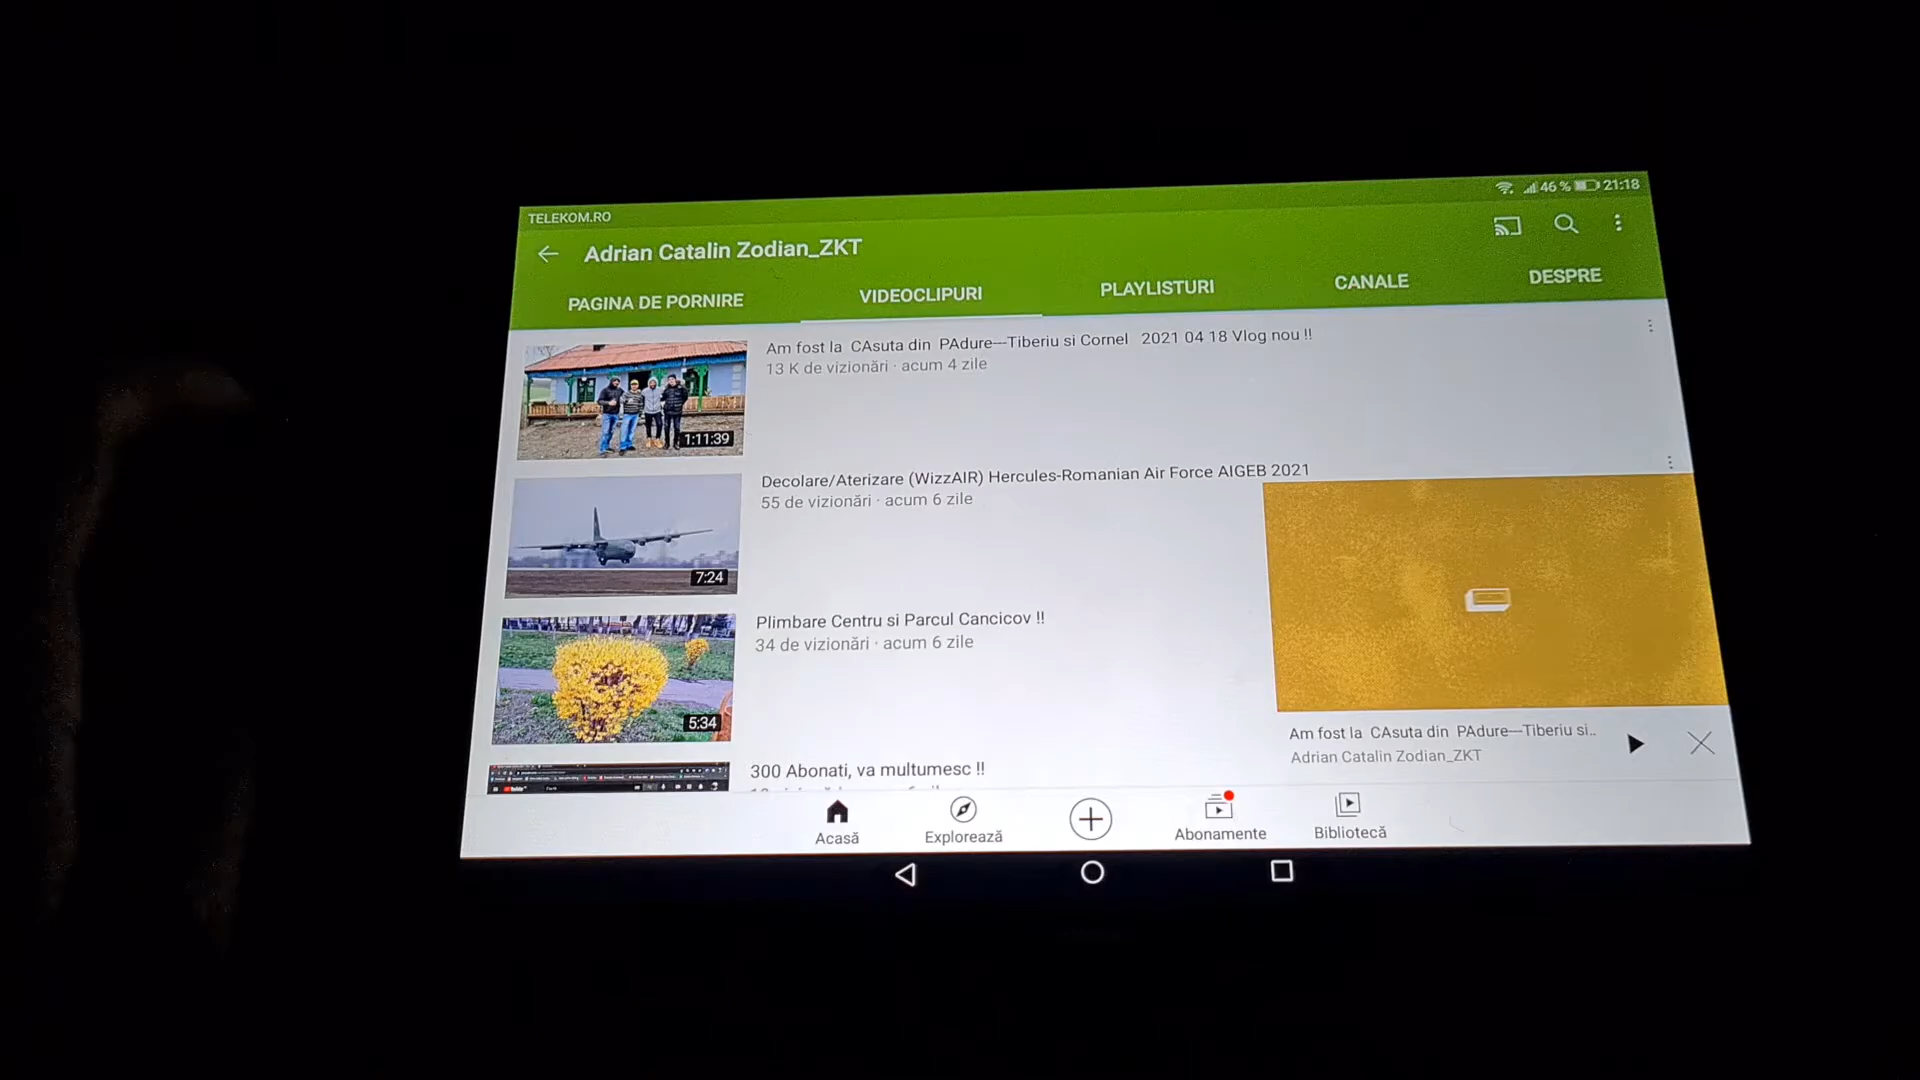 TELEKOM.RO
46 % 21:18
Adrian Catalin Zodian_ZKT
PAGINA DE PORNIRE
VIDEOCLIPURI
PLAYLISTURI
CANALE
DESPRE
Am fost la CAsuta din PAdure---Tiberiu si Cornel 2021 04 18 Vlog nou !!
13 K de vizionări · acum 4 zile
1:11:39
Decolare/Aterizare (WizzAIR) Hercules-Romanian Air Force AIGEB 2021
55 de vizionări · acum 6 zile
7:24
Plimbare Centru si Parcul Cancicov !!
34 de vizionări · acum 6 zile
5:34
Am fost la CAsuta din PAdure---Tiberiu si..
Adrian Catalin Zodian_ZKT
300 Abonati, va multumesc !!
Acasă
Explorează
Abonamente
Bibliotecă